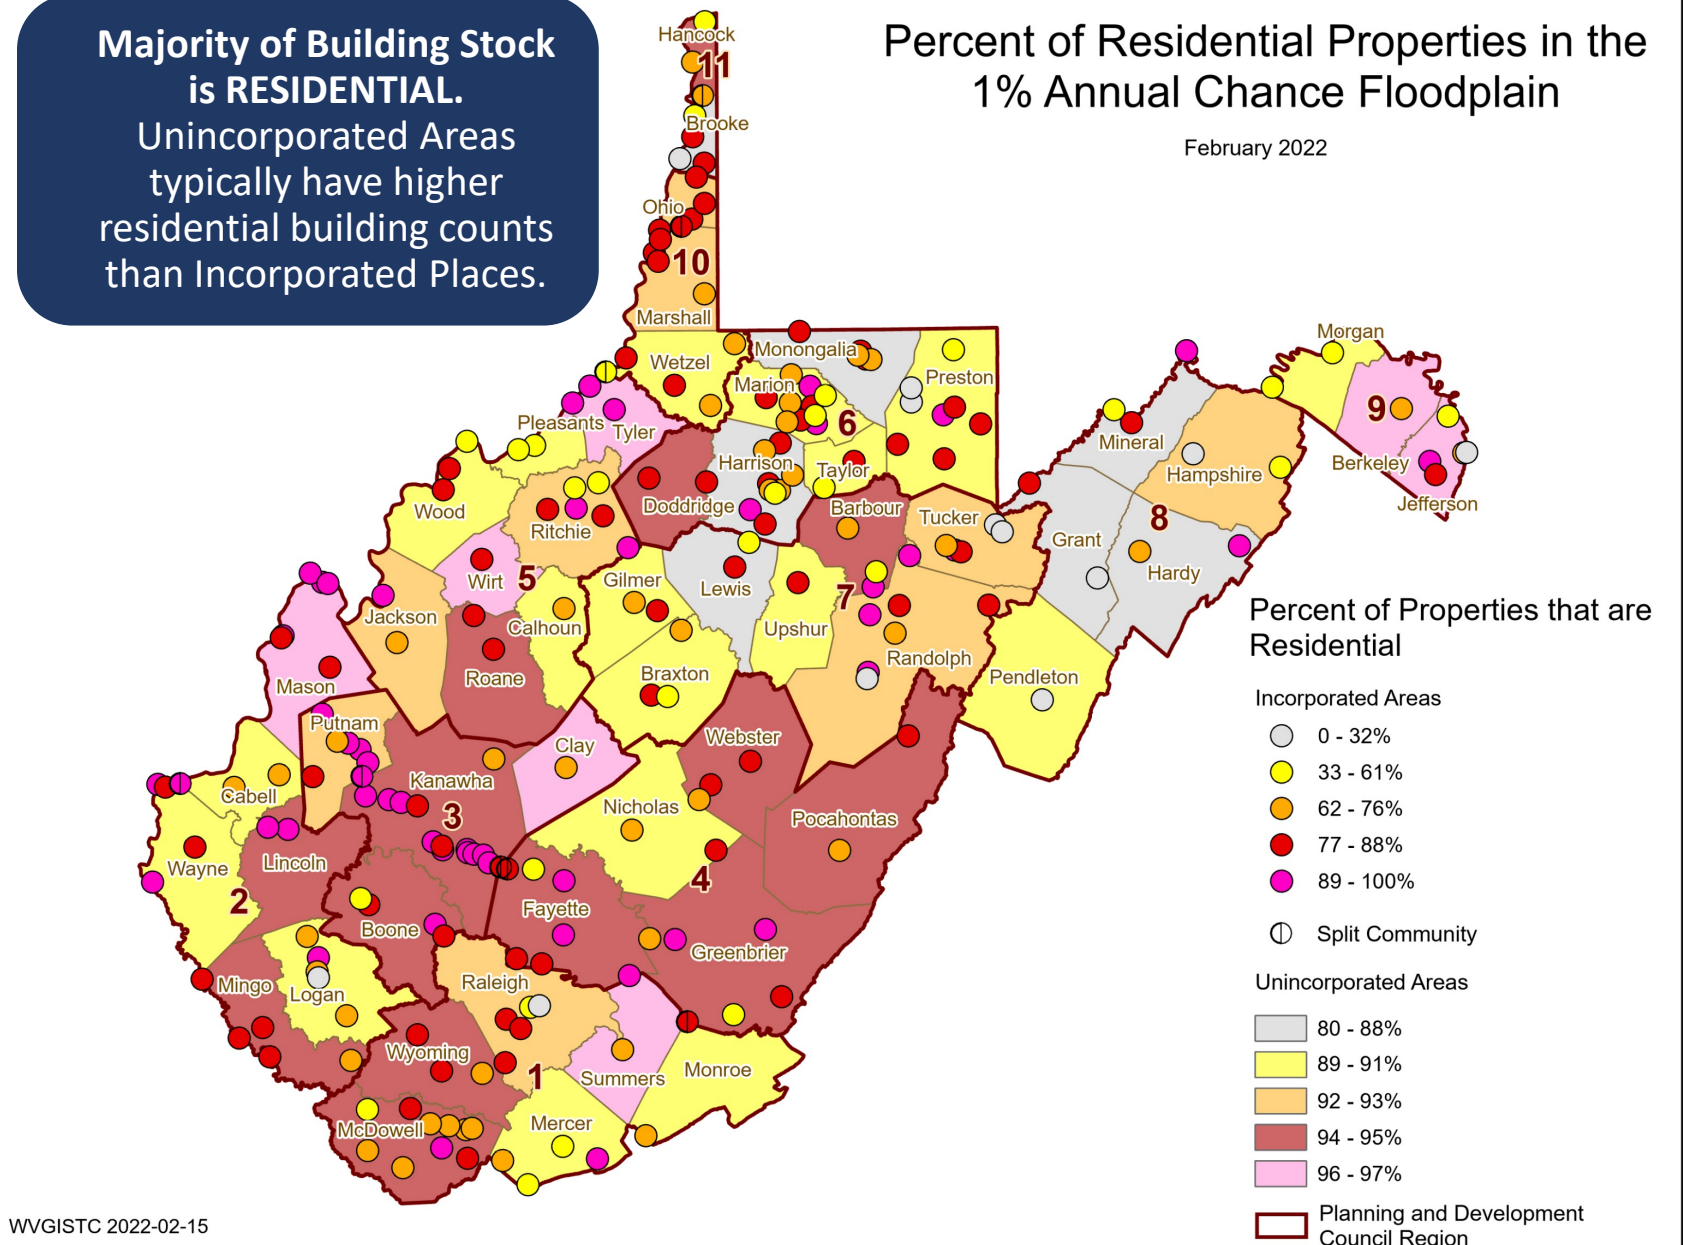 Majority of Building Stock
is RESIDENTIAL.
Unincorporated Areas
typically have higher
residential building counts
than Incorporated Places.
Percent of Residential Properties in the
1% Annual Chance Floodplain
February 2022
Hancock
11
Brooke
Ohio
10
Marshall
Wetzel
Monongalia
Marion
Preston
Morgan
Pleasants
Tyler
6
9
Mineral
Harrison
Taylor
Hampshire
Berkeley
Wood
Doddridge
Barbour
Tucker
Jefferson
Ritchie
Grant
8
Wirt
5
Gilmer
Lewis
7
Hardy
Jackson
Calhoun
Upshur
Roane
Braxton
Randolph
Pendleton
Mason
Putnam
Clay
Webster
Kanawha
Cabell
3
Nicholas
Pocahontas
Wayne
Lincoln
2
4
Boone
Fayette
Greenbrier
Mingo
Logan
Raleigh
Wyoming
1
Summers
Monroe
McDowell
Mercer
Percent of Properties that are
Residential
Incorporated Areas
0 - 32%
33 - 61%
62 - 76%
77 - 88%
89 - 100%
Split Community
Unincorporated Areas
80 - 88%
89 - 91%
92 - 93%
94 - 95%
96 - 97%
Planning and Development
Council Region
WVGISTC 2022-02-15